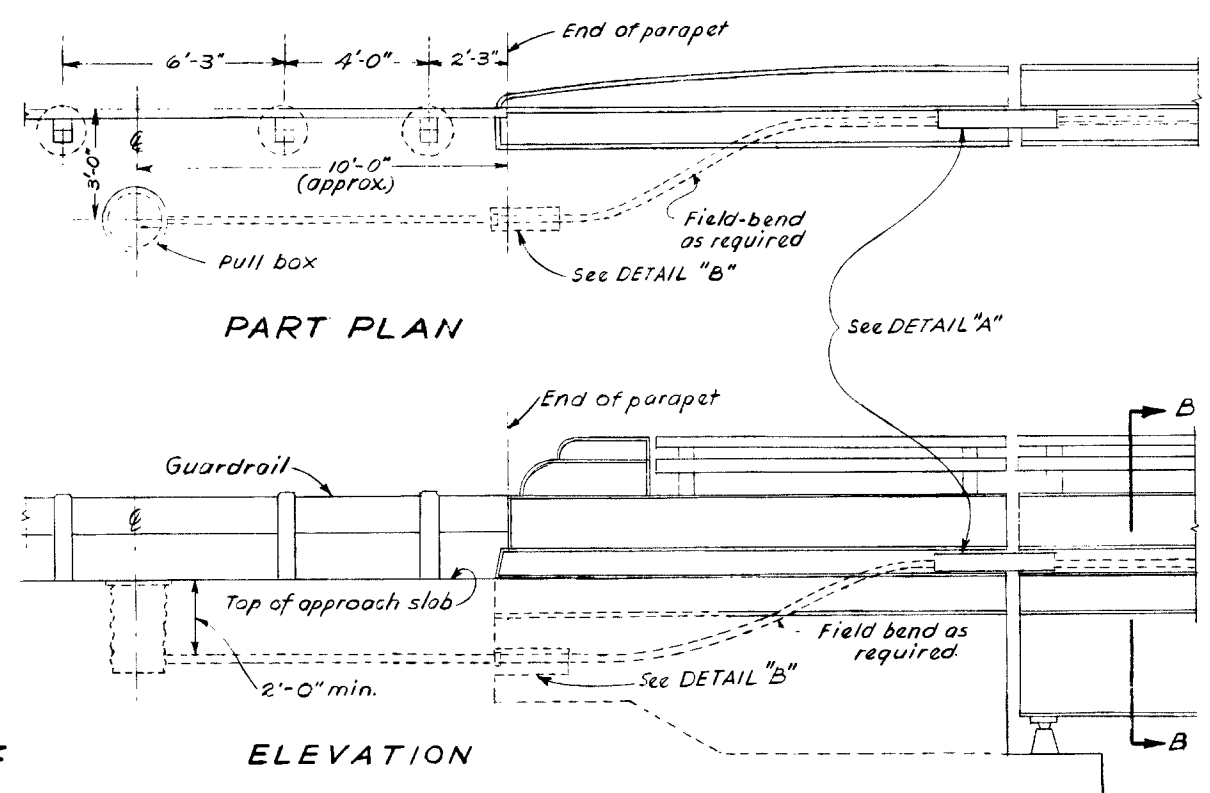 End of parapet
6'-3"
4'-0"
2'-3"
℄
3'-0"
10'-0"
(approx.)
Field-bend
as required
Pull box
See DETAIL "B"
PART PLAN
See DETAIL "A"
End of parapet
B
Guardrail
℄
Top of approach slab
Field bend as
required.
2'-0" min.
See DETAIL "B"
B
ELEVATION